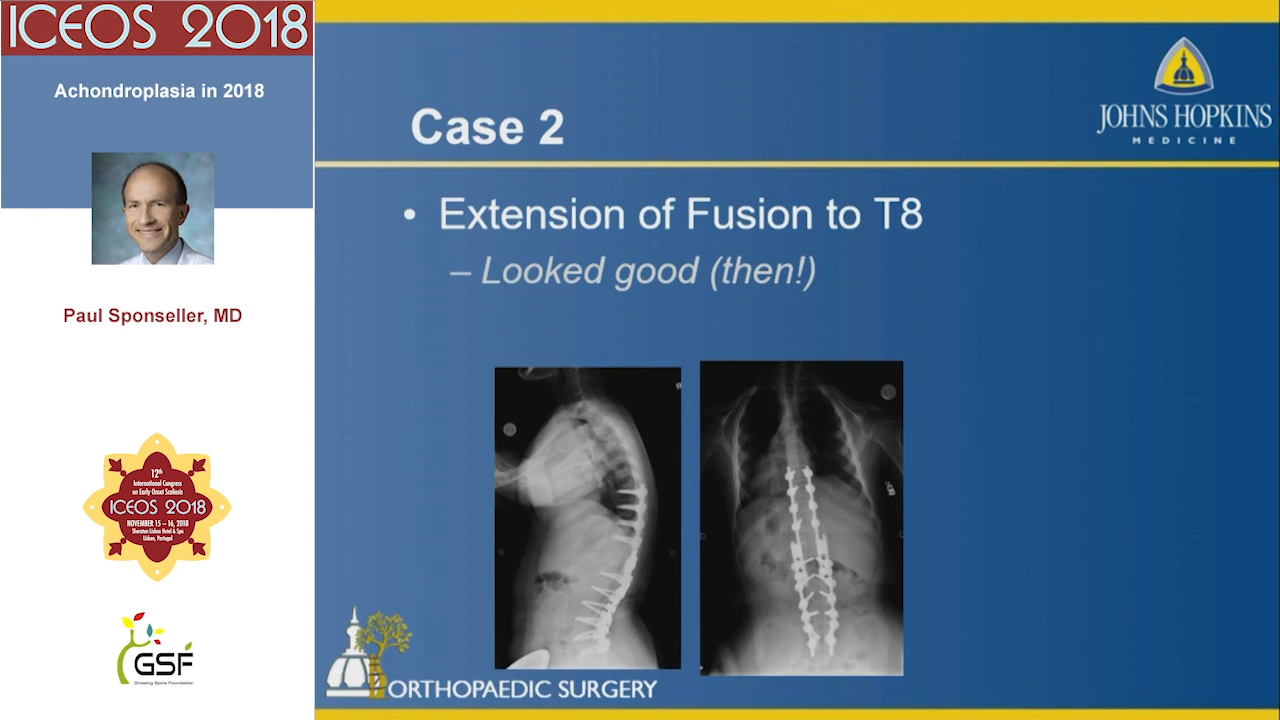 ICEOS 2018
Achondroplasia in 2018
Paul Sponseller, MD
12th
International Congress
on Early Onset Scoliosis
ICEOS 2018
NOVEMBER 15 – 16, 2018
Sheraton Lisboa Hotel & Spa
Lisbon, Portugal
GSF
Growing Spine Foundation
JOHNS HOPKINS
MEDICINE
Case 2
• Extension of Fusion to T8
– Looked good (then!)
ORTHOPAEDIC SURGERY